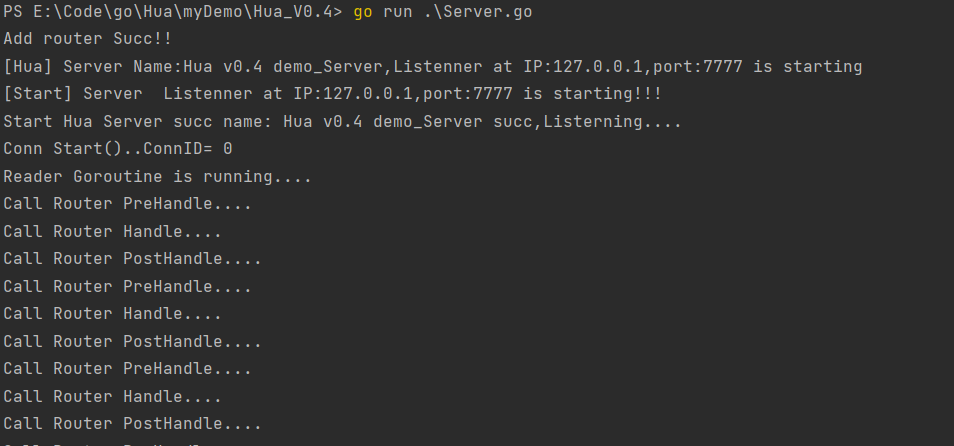 PS E:\Code\go\Hua\myDemo\Hua_V0.4> go run .\Server.go
Add router Succ!!
[Hua] Server Name:Hua v0.4 demo_Server,Listenner at IP:127.0.0.1,port:7777 is starting
[Start] Server  Listenner at IP:127.0.0.1,port:7777 is starting!!!
Start Hua Server succ name: Hua v0.4 demo_Server succ,Listerning....
Conn Start()..ConnID= 0
Reader Goroutine is running....
Call Router PreHandle....
Call Router Handle....
Call Router PostHandle....
Call Router PreHandle....
Call Router Handle....
Call Router PostHandle....
Call Router PreHandle....
Call Router Handle....
Call Router PostHandle....